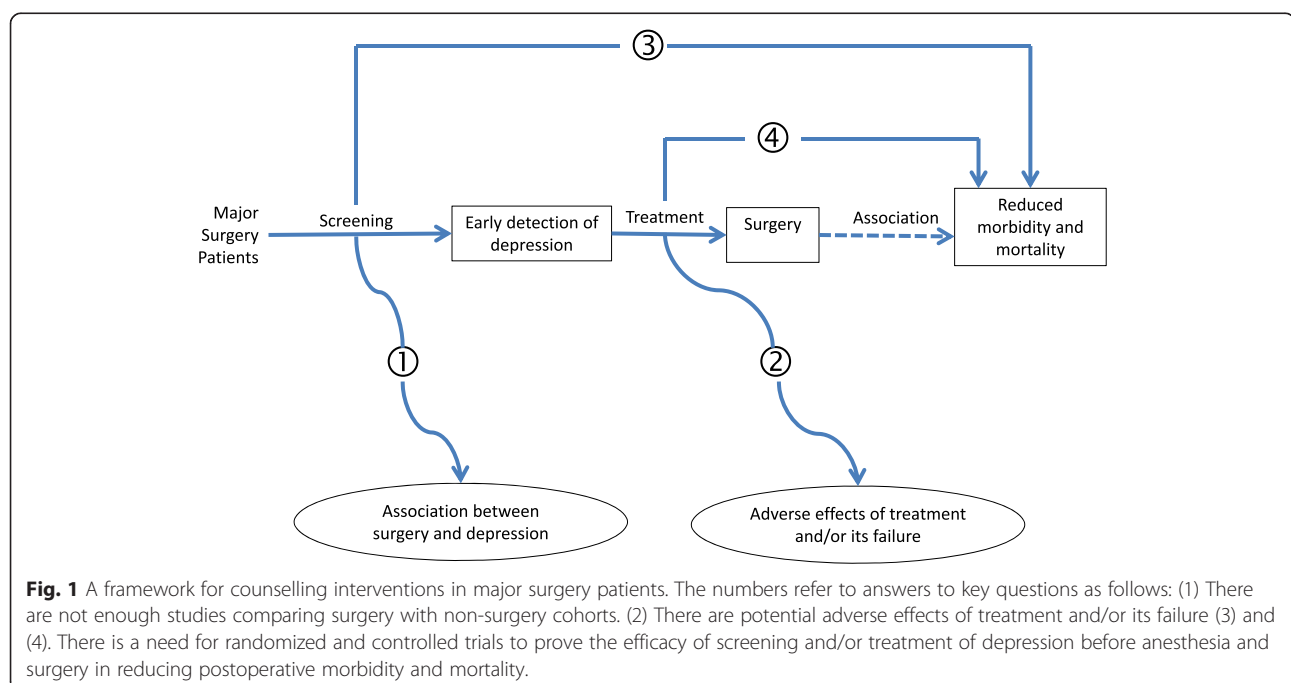 ③
④
Major
Surgery
Patients
Screening
Early detection of
depression
Treatment
Surgery
Association
Reduced
morbidity and
mortality
①
②
Association between
surgery and depression
Adverse effects of treatment
and/or its failure
Fig. 1 A framework for counselling interventions in major surgery patients. The numbers refer to answers to key questions as follows: (1) There
are not enough studies comparing surgery with non-surgery cohorts. (2) There are potential adverse effects of treatment and/or its failure (3) and
(4). There is a need for randomized and controlled trials to prove the efficacy of screening and/or treatment of depression before anesthesia and
surgery in reducing postoperative morbidity and mortality.